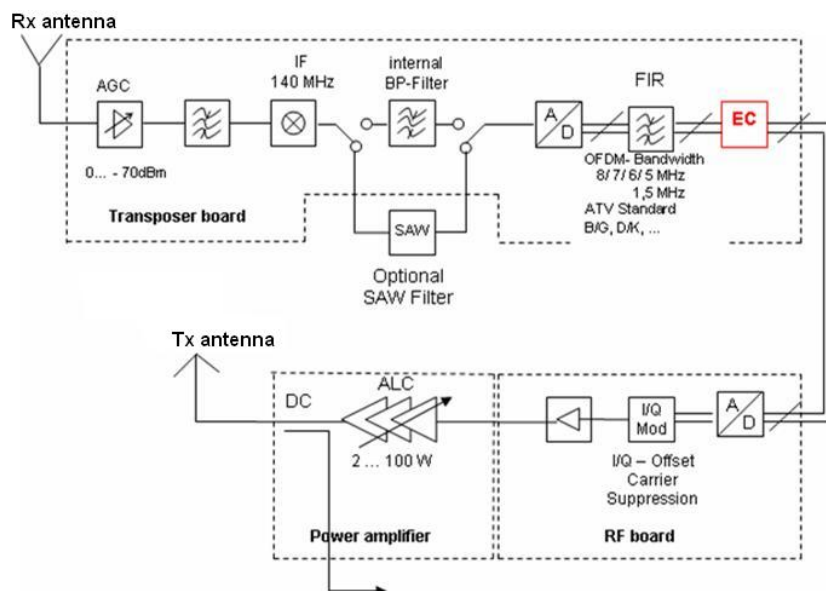 Rx antenna
AGC
IF
140 MHz
internal
BP-Filter
FIR
A
D
EC
0... - 70dBm
OFDM- Bandwidth
8/ 7/ 6/ 5 MHz
1,5 MHz
ATV Standard
B/G, D/K, ...
Transposer board
SAW
Optional
SAW Filter
Tx antenna
DC
ALC
2 ... 100 W
Power amplifier
I/Q
Mod
A
D
I/Q – Offset
Carrier
Suppression
RF board